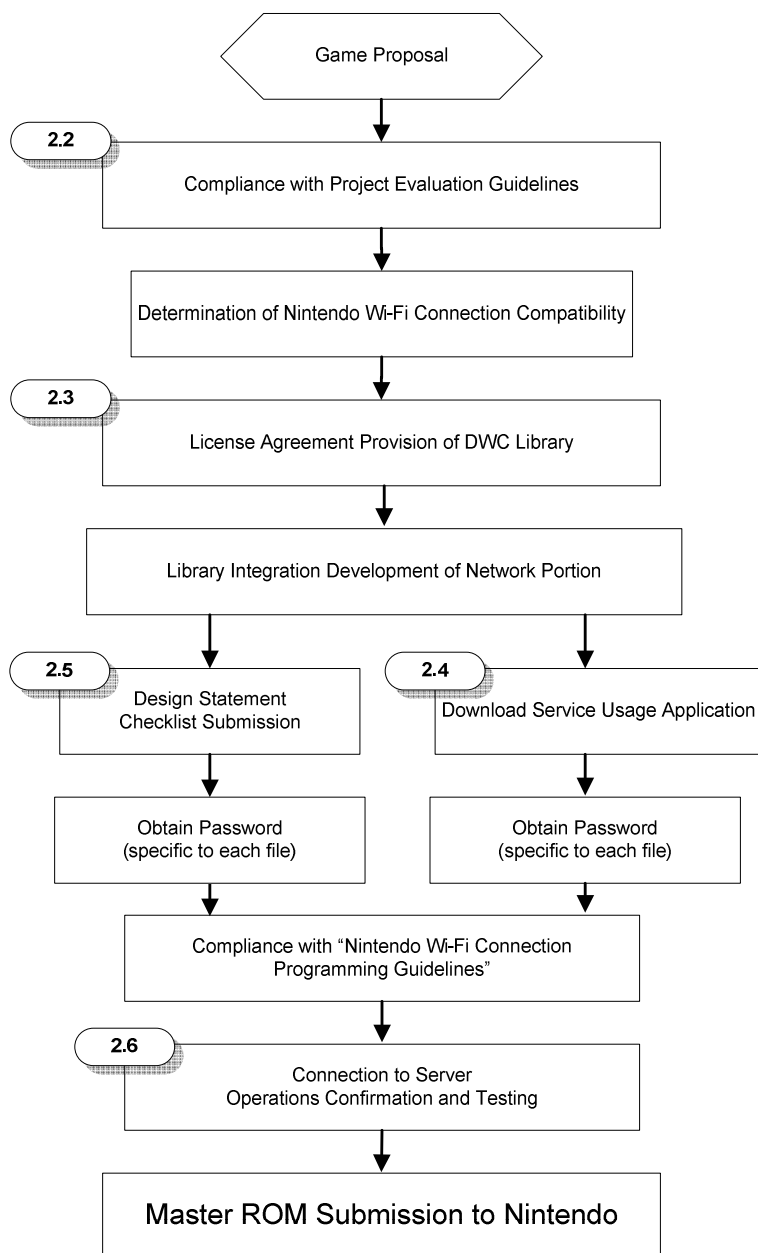 Game Proposal
2.2
Compliance with Project Evaluation Guidelines
Determination of Nintendo Wi-Fi Connection Compatibility
2.3
License Agreement Provision of DWC Library
Library Integration Development of Network Portion
2.5
Design Statement
Checklist Submission
2.4
Download Service Usage Application
Obtain Password
(specific to each file)
Obtain Password
(specific to each file)
Compliance with “Nintendo Wi-Fi Connection
Programming Guidelines”
2.6
Connection to Server
Operations Confirmation and Testing
Master ROM Submission to Nintendo